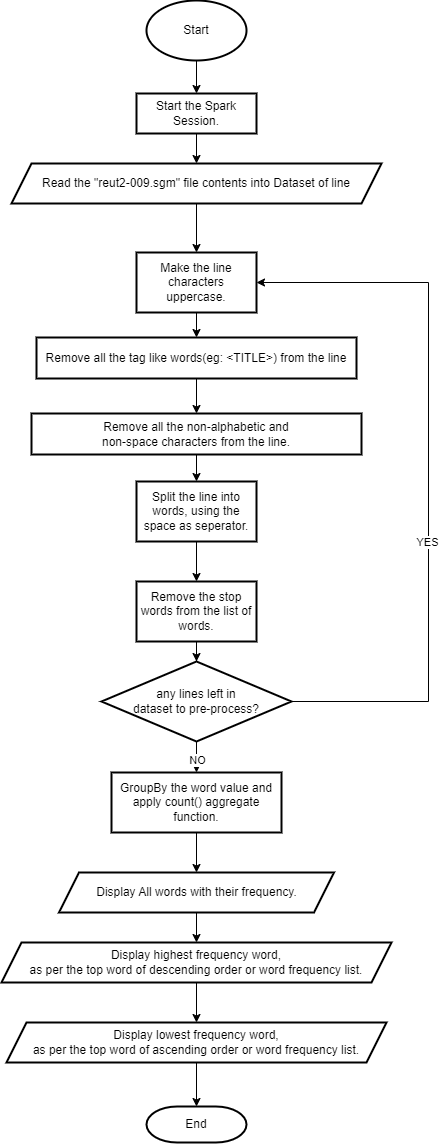 Start
Start the Spark
Session.
Read the "reut2-009.sgm" file contents into Dataset of line
Make the line
characters
uppercase.
Remove all the tag like words(eg: <TITLE>) from the line
Remove all the non-alphabetic and
non-space characters from the line.
Split the line into
words, using the
space as seperator.
YES
Remove the stop
words from the list of
words.
any lines left in
dataset to pre-process?
NO
GroupBy the word value and
apply count() aggregate
function.
Display All words with their frequency.
Display highest frequency word,
as per the top word of descending order or word frequency list.
Display lowest frequency word,
as per the top word of ascending order or word frequency list.
End